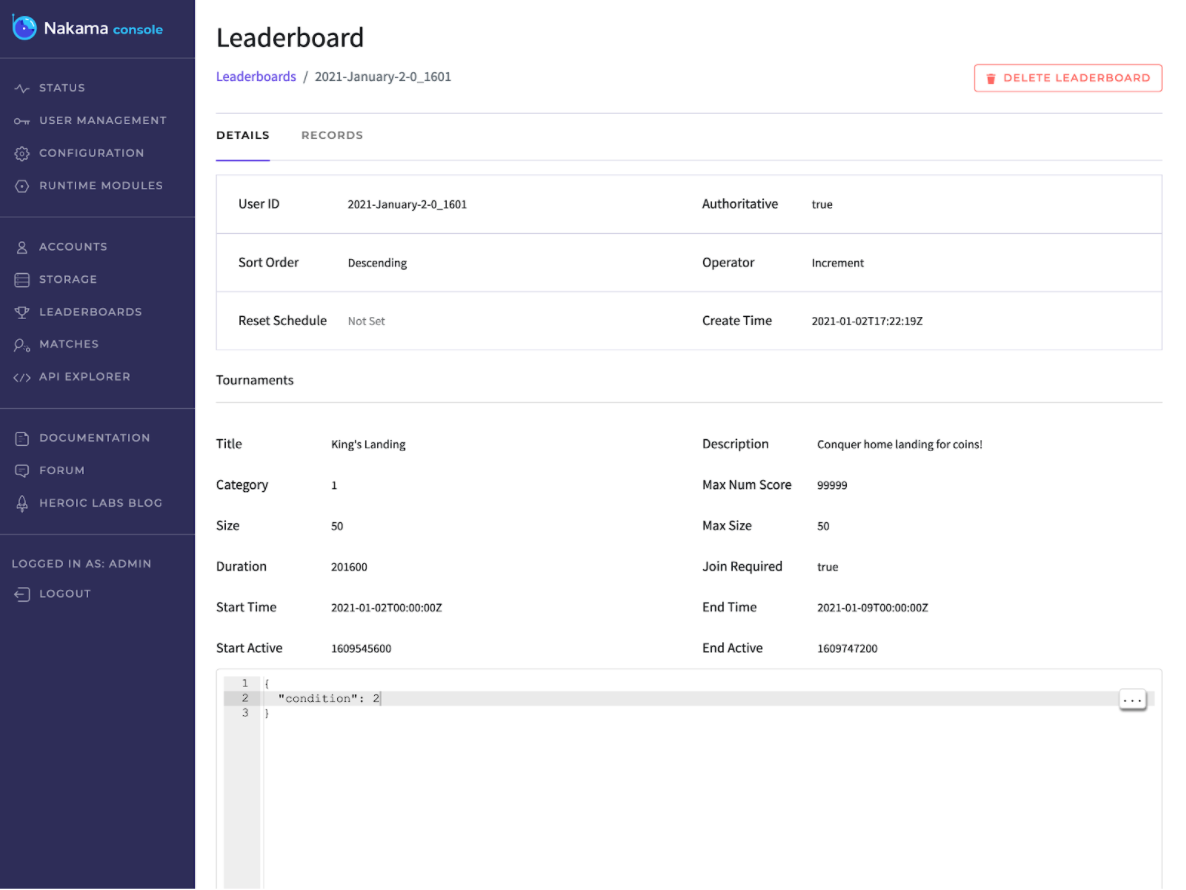 Nakama console
STATUS
USER MANAGEMENT
CONFIGURATION
RUNTIME MODULES
ACCOUNTS
STORAGE
LEADERBOARDS
MATCHES
API EXPLORER
DOCUMENTATION
FORUM
HEROIC LABS BLOG
LOGGED IN AS: ADMIN
LOGOUT
Leaderboard
Leaderboards / 2021-January-2-0_1601
DELETE LEADERBOARD
DETAILS RECORDS
User ID 2021-January-2-0_1601 Authoritative true
Sort Order Descending Operator Increment
Reset Schedule Not Set Create Time 2021-01-02T17:22:19Z
Tournaments
Title King's Landing Description Conquer home landing for coins!
Category 1 Max Num Score 99999
Size 50 Max Size 50
Duration 201600 Join Required true
Start Time 2021-01-02T00:00:00Z End Time 2021-01-09T00:00:00Z
Start Active 1609545600 End Active 1609747200
1 {
2 "condition": 2 ...
3 }